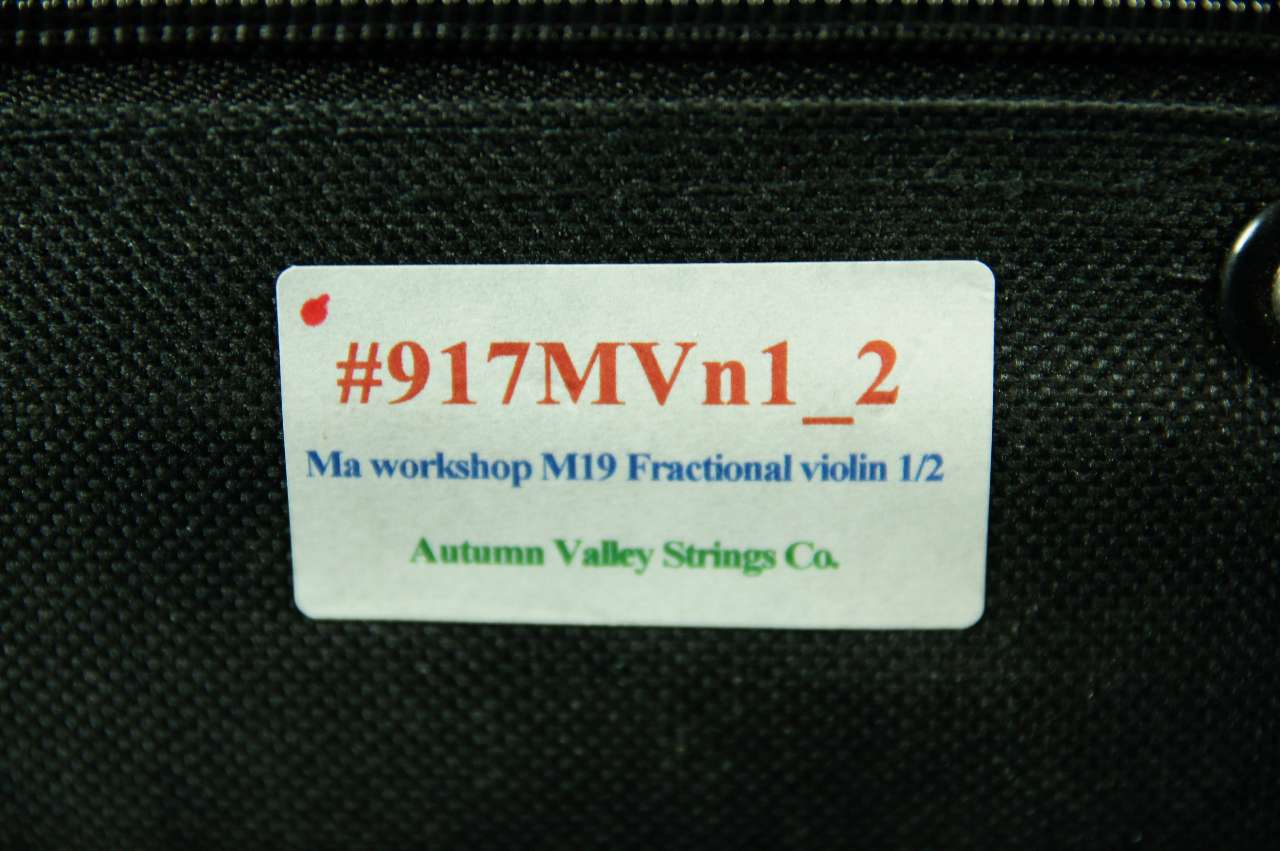 #917MVn1_2
Ma workshop M19 Fractional violin 1/2
Autumn Valley Strings Co.